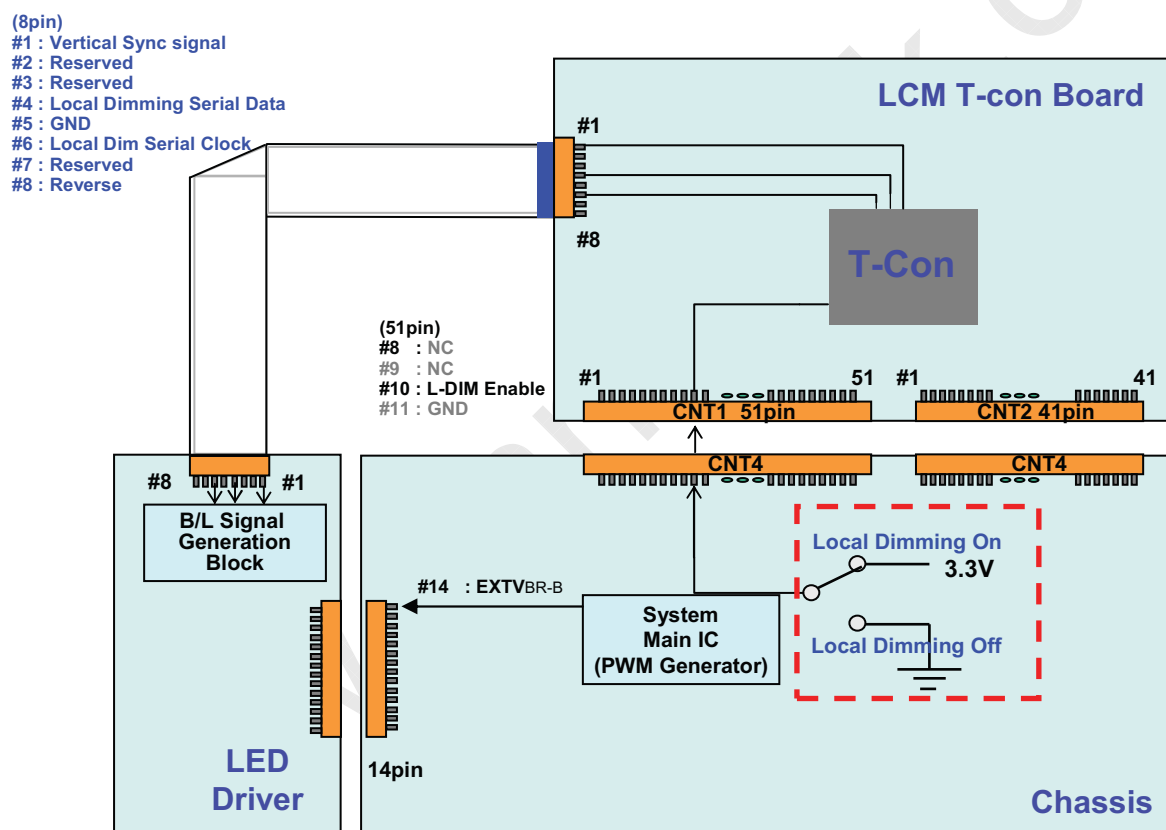 (8pin)
#1 : Vertical Sync signal
#2 : Reserved
#3 : Reserved
#4 : Local Dimming Serial Data
#5 : GND
#6 : Local Dim Serial Clock
#7 : Reserved
#8 : Reverse
LCM T-con Board
#1
#8
T-Con
(51pin)
#8 : NC
#9 : NC
#10 : L-DIM Enable
#11 : GND
#1
51
#1
41
CNT1 51pin
CNT2 41pin
CNT4
CNT4
#8
#1
B/L Signal
Generation
Block
Local Dimming On
3.3V
#14 : EXTVBR-B
System
Main IC
(PWM Generator)
Local Dimming Off
LED
Driver
14pin
Chassis